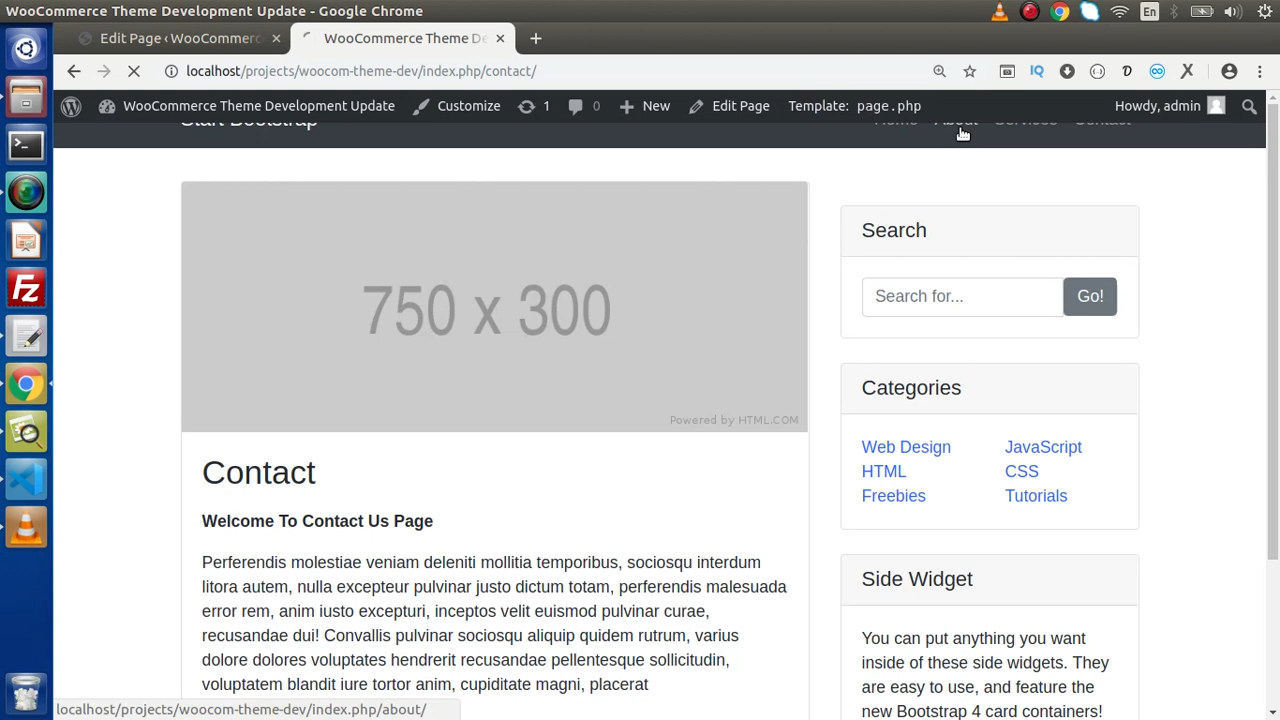 WooCommerce Theme Development Update - Google Chrome
En
Edit Page ‹ WooCommerc
WooCommerce Theme De
localhost/projects/woocom-theme-dev/index.php/contact/
WooCommerce Theme Development Update
Customize
1
0
New
Edit Page
Template: page.php
Howdy, admin
Start Bootstrap
Home
About
Services
Contact
750 x 300
Powered by HTML.COM
Contact
Welcome To Contact Us Page
Perferendis molestiae veniam deleniti mollitia temporibus, sociosqu interdum
litora autem, nulla excepteur pulvinar justo dictum totam, perferendis malesuada
error rem, anim iusto excepturi, inceptos velit euismod pulvinar curae,
recusandae dui! Convallis pulvinar sociosqu aliquip quidem rutrum, varius
dolore dolores voluptates hendrerit recusandae pellentesque sollicitudin,
voluptatem blandit iure tortor anim, cupiditate magni, placerat
Search
Search for...
Go!
Categories
Web Design
JavaScript
HTML
CSS
Freebies
Tutorials
Side Widget
You can put anything you want
inside of these side widgets. They
are easy to use, and feature the
new Bootstrap 4 card containers!
localhost/projects/woocom-theme-dev/index.php/about/